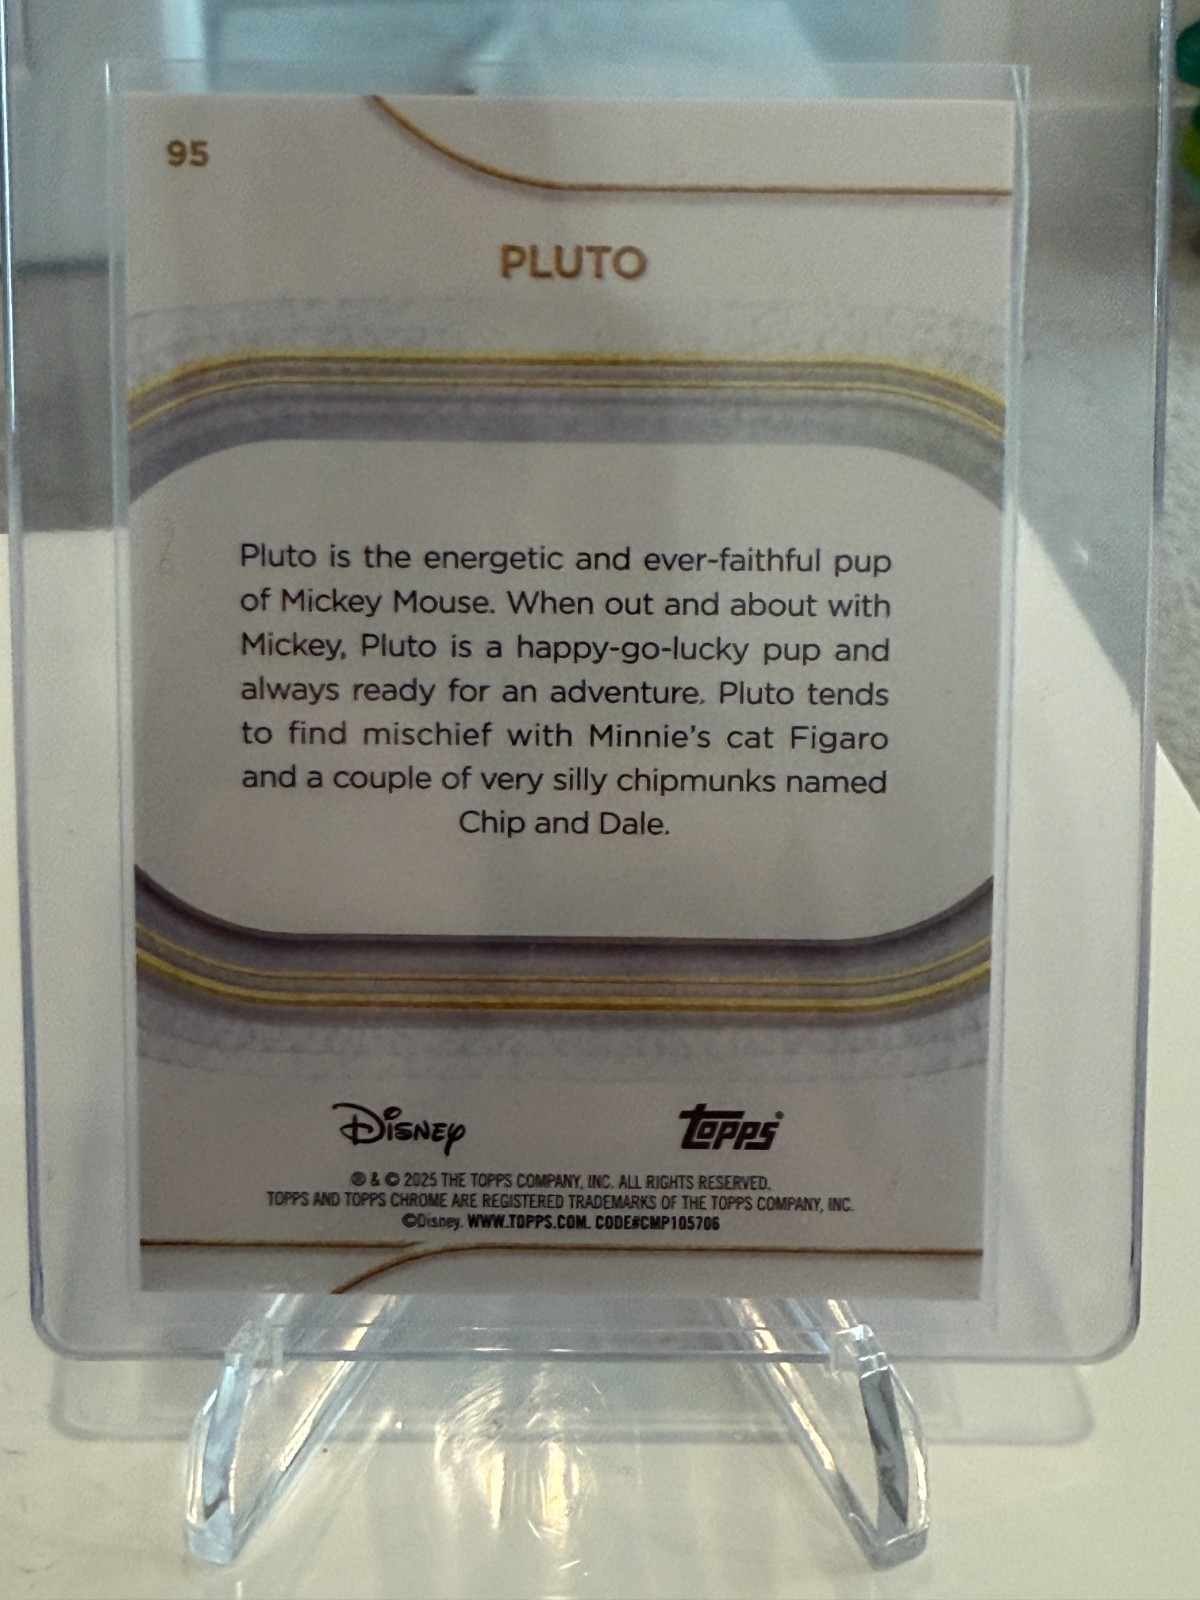 95
PLUTO
Pluto is the energetic and ever-faithful pup
of Mickey Mouse. When out and about with
Mickey, Pluto is a happy-go-lucky pup and
always ready for an adventure. Pluto tends
to find mischief with Minnie's cat Figaro
and a couple of very silly chipmunks named
Chip and Dale.
Disney topps®
® & © 2025 THE TOPPS COMPANY, INC. ALL RIGHTS RESERVED.
TOPPS AND TOPPS CHROME ARE REGISTERED TRADEMARKS OF THE TOPPS COMPANY, INC.
©Disney. WWW.TOPPS.COM. CODE#CMP105706